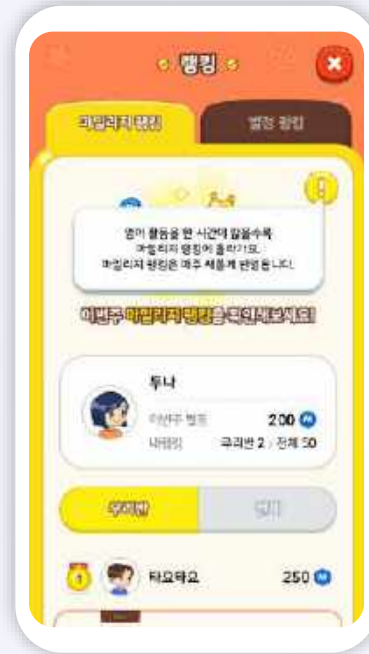 랭킹
마일리지 랭킹
별점 랭킹
영어 활동을 한 시간이 많을수록
마일리지 랭킹에 올라가요.
마일리지 랭킹은 매주 새롭게 반영됩니다.
이번주 마일리지 랭킹을 확인해보세요!
투나
이번주
200 M
내랭킹
우리반 2 / 전체 50
우리반
전체
1
타요타요
250 M